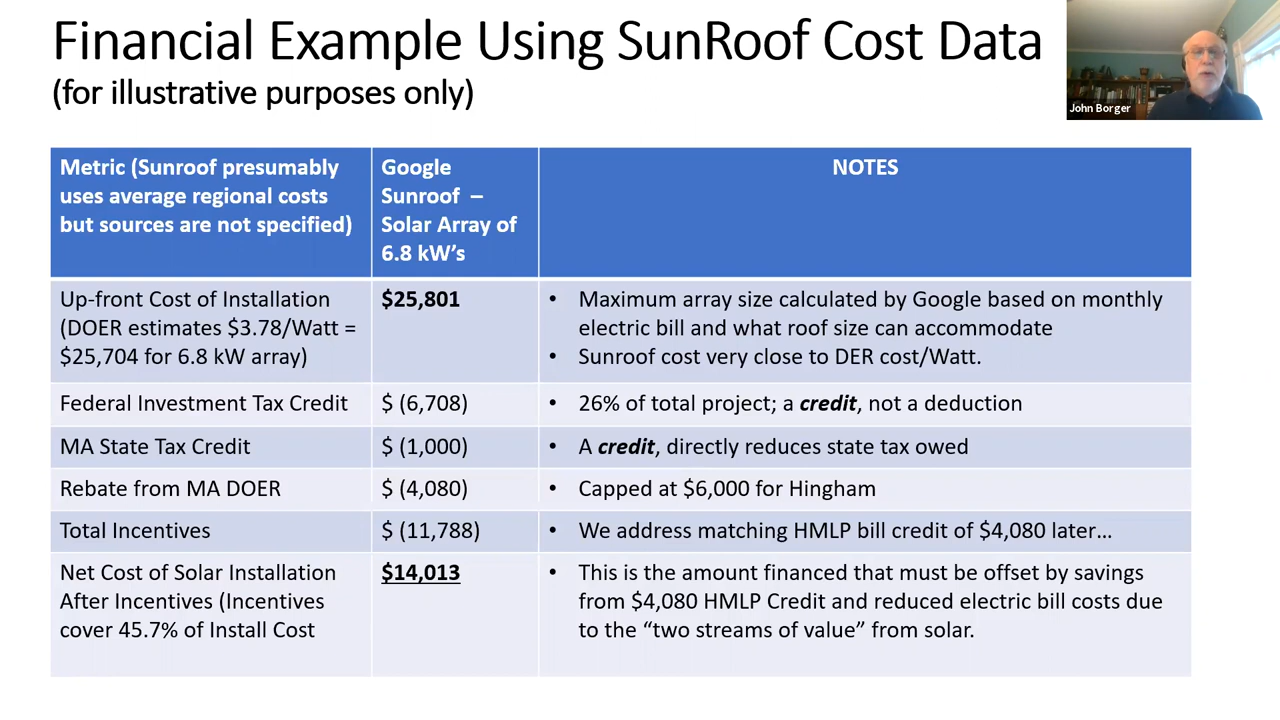 Financial Example Using SunRoof Cost Data
(for illustrative purposes only)
John Borger
Metric (Sunroof presumably
uses average regional costs
but sources are not specified)
Google
Sunroof –
Solar Array of
6.8 kW’s
NOTES
Up-front Cost of Installation
(DOER estimates $3.78/Watt =
$25,704 for 6.8 kW array)
$25,801
• Maximum array size calculated by Google based on monthly
electric bill and what roof size can accommodate
• Sunroof cost very close to DER cost/Watt.
Federal Investment Tax Credit
$ (6,708)
• 26% of total project; a credit, not a deduction
MA State Tax Credit
$ (1,000)
• A credit, directly reduces state tax owed
Rebate from MA DOER
$ (4,080)
• Capped at $6,000 for Hingham
Total Incentives
$ (11,788)
• We address matching HMLP bill credit of $4,080 later…
Net Cost of Solar Installation
After Incentives (Incentives
cover 45.7% of Install Cost
$14,013
• This is the amount financed that must be offset by savings
from $4,080 HMLP Credit and reduced electric bill costs due
to the “two streams of value” from solar.